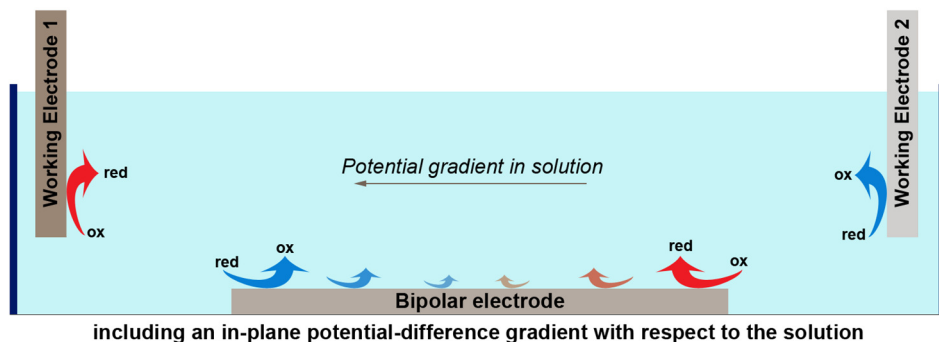 Working Electrode 1
Working Electrode 2
Potential gradient in solution
red
ox
ox
red
red
ox
red
ox
Bipolar electrode
including an in-plane potential-difference gradient with respect to the solution